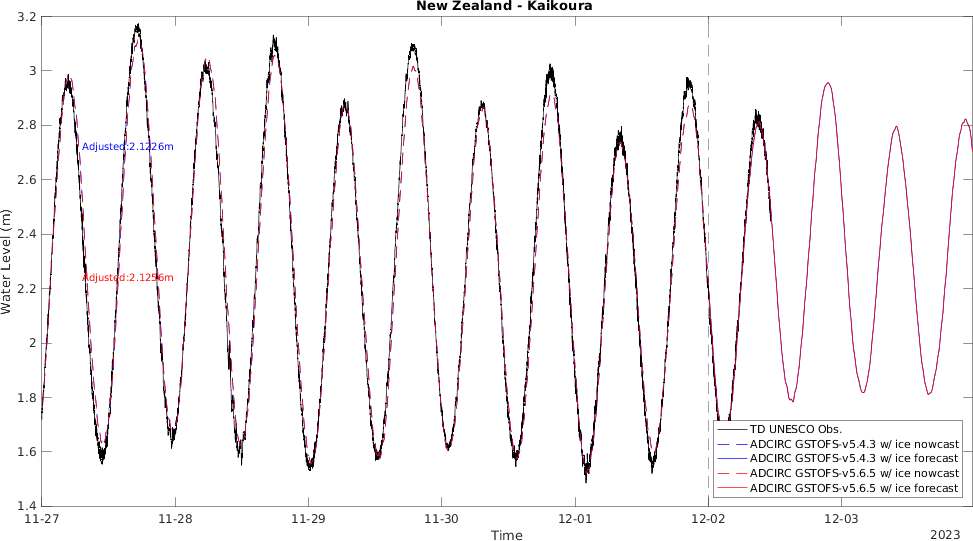 New Zealand - Kaikoura
3.2
3
2.8
2.6
2.4
2.2
2
1.8
1.6
1.4
Water Level (m)
Adjusted:2.1226m
Adjusted:2.1256m
TD UNESCO Obs.
ADCIRC GSTOFS-v5.4.3 w/ ice nowcast
ADCIRC GSTOFS-v5.4.3 w/ ice forecast
ADCIRC GSTOFS-v5.6.5 w/ ice nowcast
ADCIRC GSTOFS-v5.6.5 w/ ice forecast
11-27 11-28 11-29 11-30 12-01 12-02 12-03
Time
2023